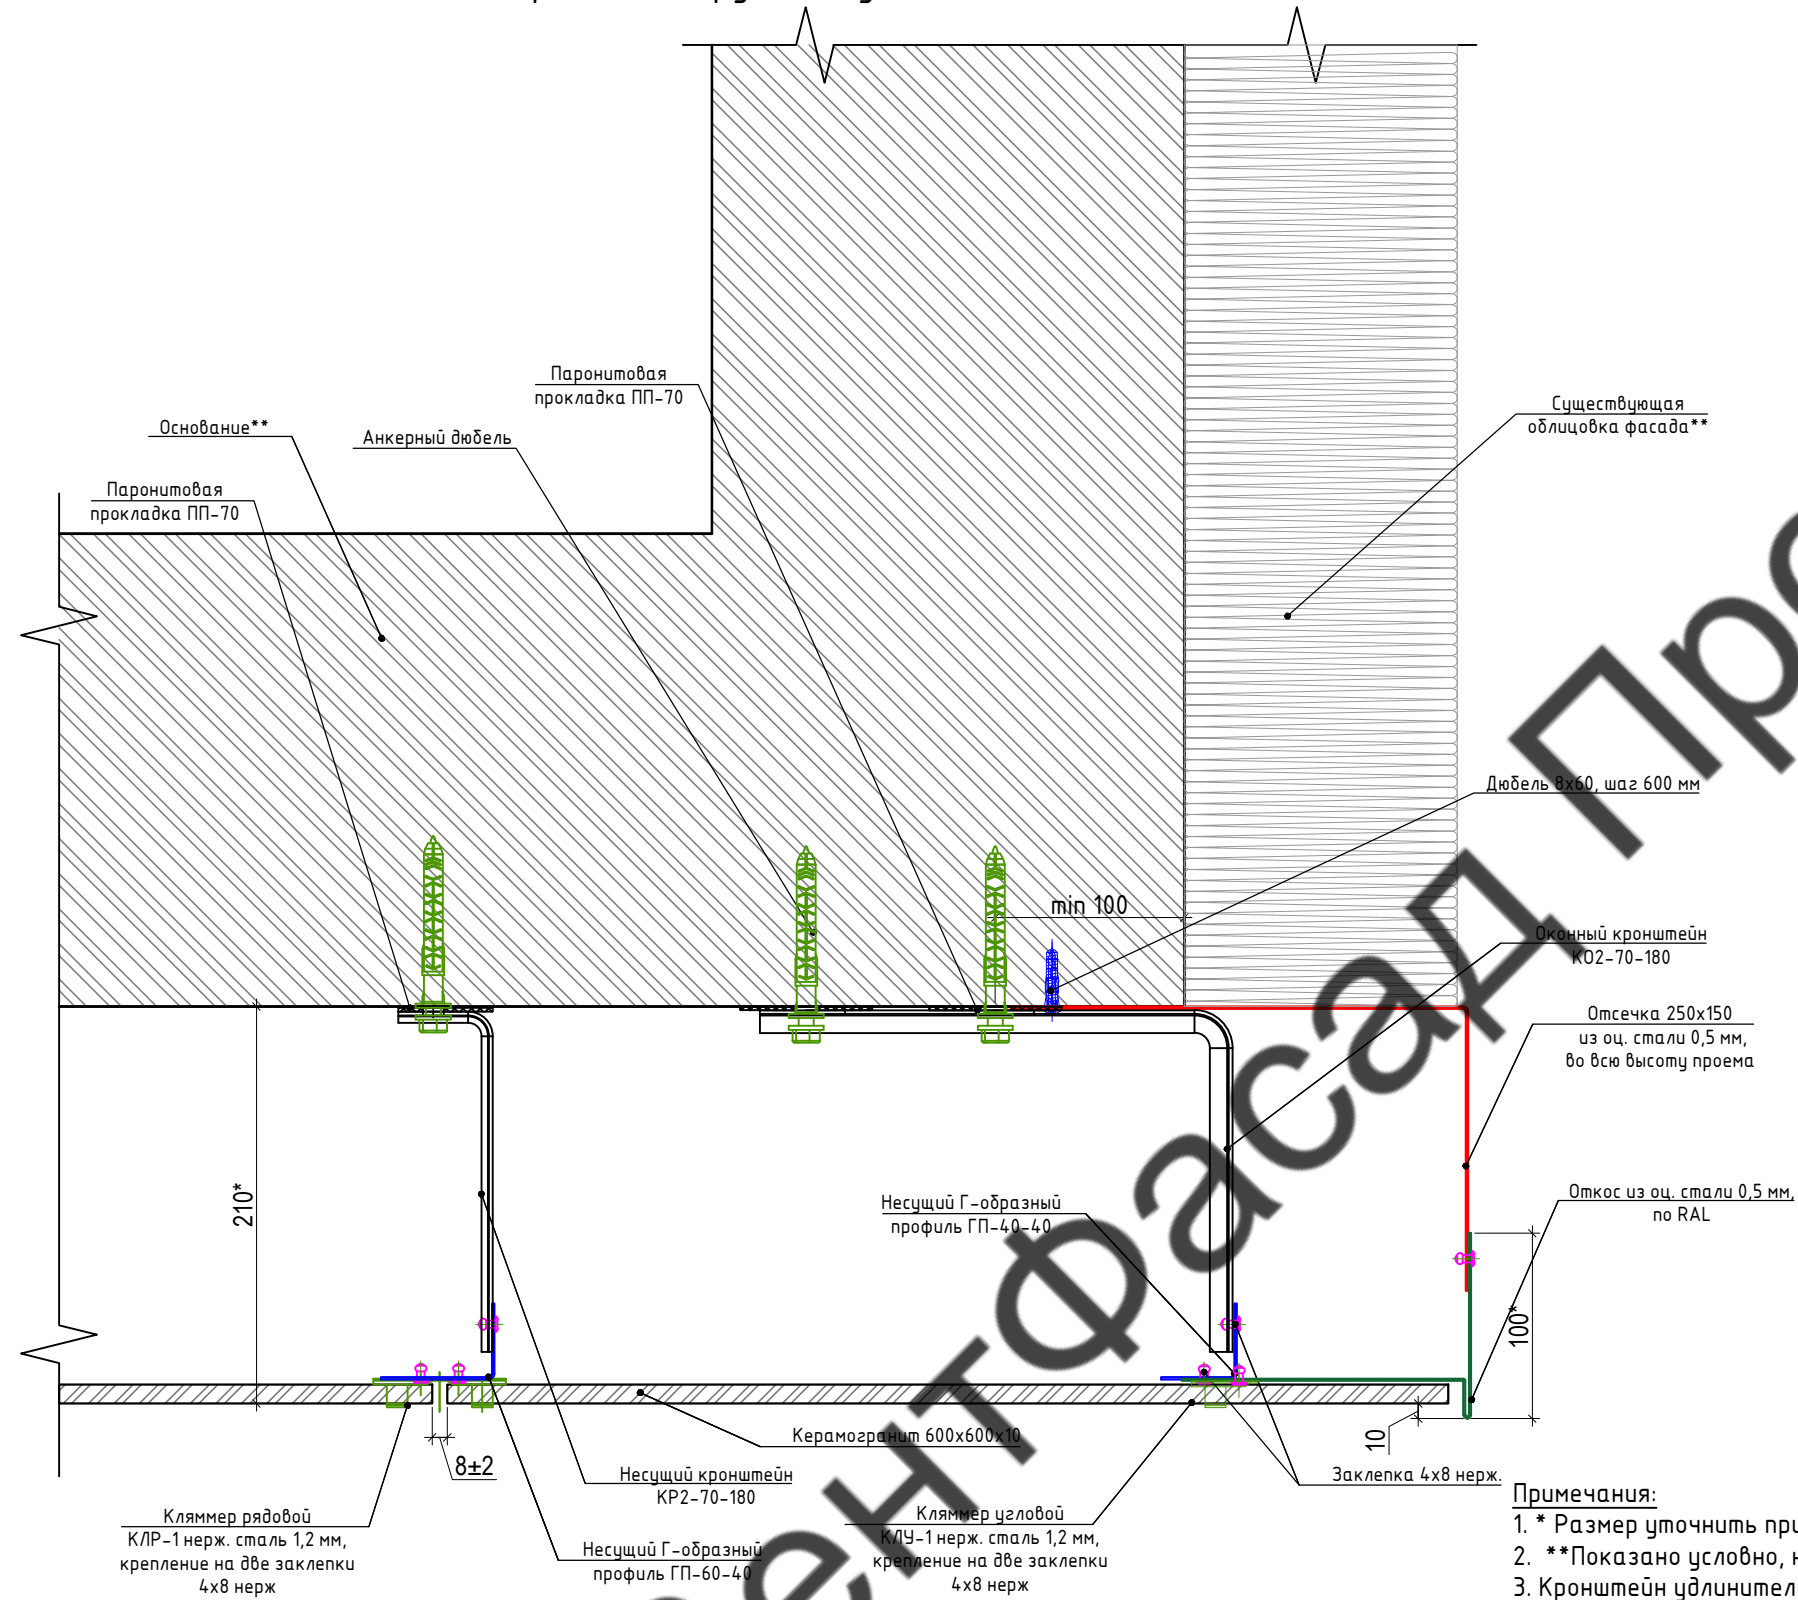 Паронитовая
прокладка ПП-70
Основание**
Анкерный дюбель
Паронитовая
прокладка ПП-70
Существующая
облицовка фасада**
Дюбель 8х60, шаг 600 мм
min 100
Оконный кронштейн
КО2-70-180
Отсечка 250х150
из оц. стали 0,5 мм,
во всю высоту проема
210*
Несущий Г-образный
профиль ГП-40-40
Откос из оц. стали 0,5 мм,
по RAL
100*
10
8±2
Керамогранит 600х600х10
Несущий кронштейн
КР2-70-180
Заклепка 4х8 нерж.
Кляммер рядовой
КЛР-1 нерж. сталь 1,2 мм,
крепление на две заклепки
4х8 нерж
Несущий Г-образный
профиль ГП-60-40
Кляммер угловой
КЛУ-1 нерж. сталь 1,2 мм,
крепление на две заклепки
4х8 нерж
Примечания:
1. * Размер уточнить
2. **Показано условно,
3. Кронштейн
ентФасад